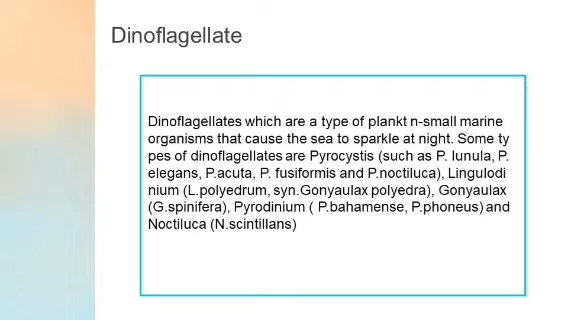 Dinoflagellate
Dinoflagellates which are a type of plankt n-small marine
organisms that cause the sea to sparkle at night. Some ty
pes of dinoflagellates are Pyrocystis (such as P. lunula, P.
elegans, P.acuta, P. fusiformis and P.noctiluca), Lingulodi
nium (L.polyedrum, syn.Gonyaulax polyedra), Gonyaulax
(G.spinifera), Pyrodinium ( P.bahamense, P.phoneus) and
Noctiluca (N.scintillans)